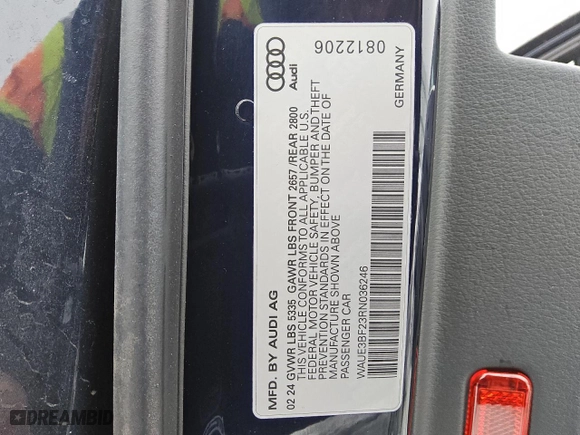 0812206
Audi
GERMANY
MFD. BY AUDI AG
02 24 GVWR LBS 5335 GAWR LBS FRONT 2657 /REAR 2800
THIS VEHICLE CONFORMS TO ALL APPLICABLE U.S.
FEDERAL MOTOR VEHICLE SAFETY, BUMPER AND THEFT
PREVENTION STANDARDS IN EFFECT ON THE DATE OF
MANUFACTURE SHOWN ABOVE
PASSENGER CAR
WAUE3BF23RN036246
DREAMBID